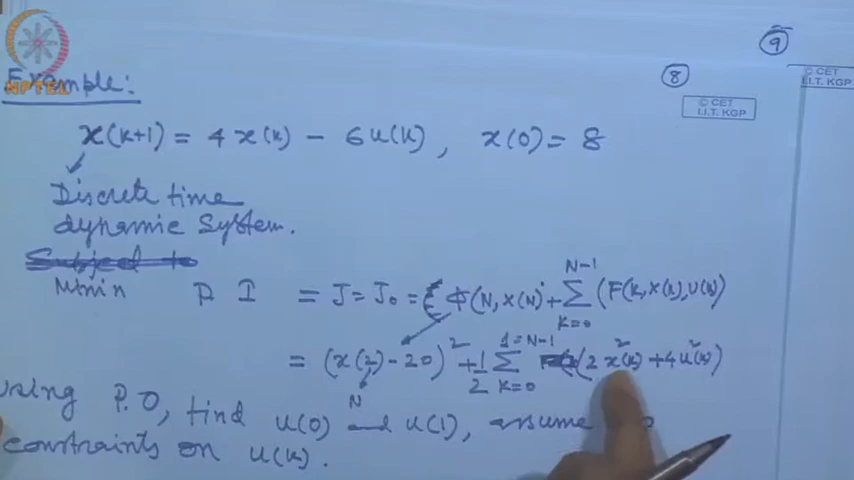 ⑨
⑧
© CET
I.I.T. KGP
© CET
I.I.T. KGP
NPTEL
Example:
x(k+1) = 4x(k) - 6u(k), x(0) = 8
Discrete time
dynamic System.
Subject to
Min P I = J = J₀ = Φ(N, x(N) + Σ (F(k, x(k), u(k))
N-1
k=0
= (x(2) - 20)² + 1/2 Σ (2x²(k) + 4u²(k))
1=N-1
k=0
N
using P.O, find u(0) and u(1), assume no
constraints on u(k).